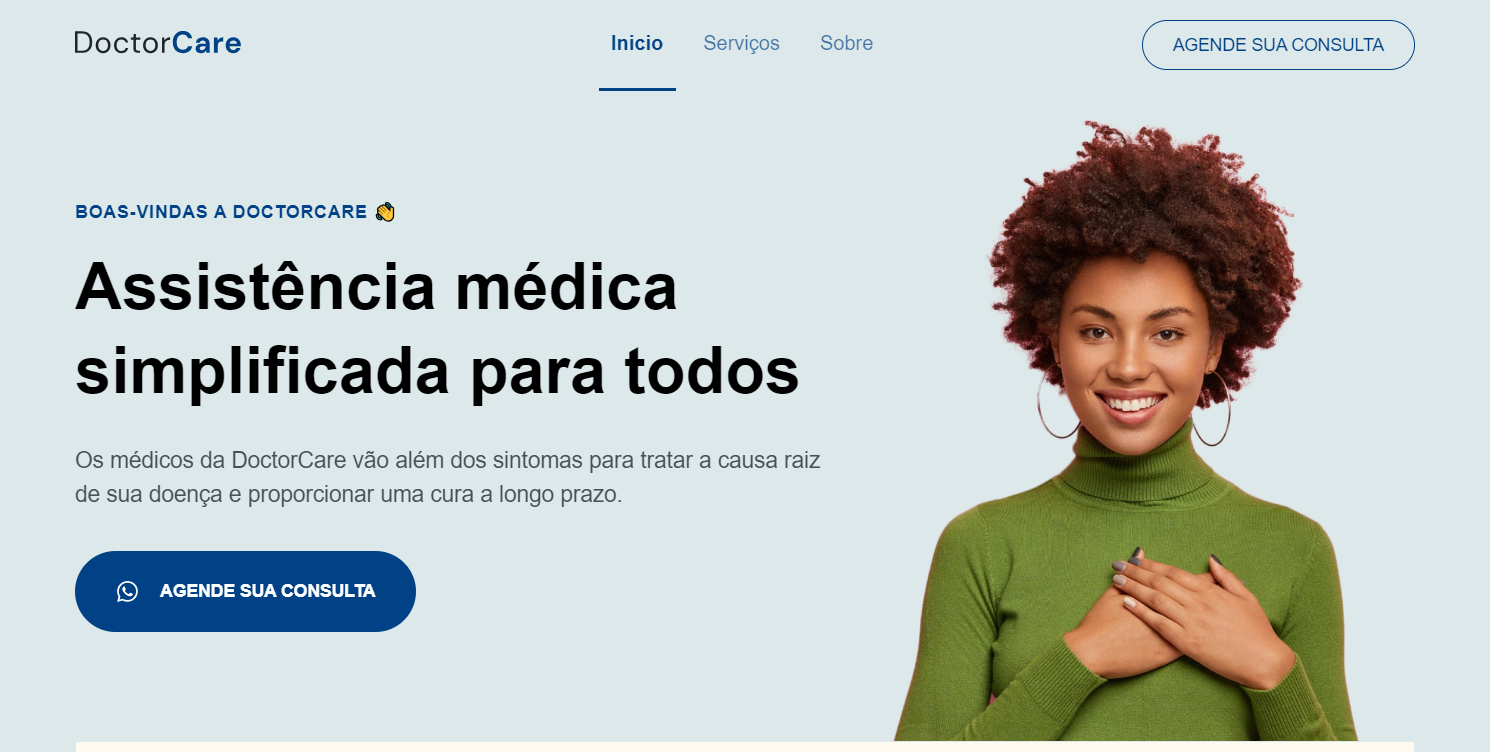 DoctorCare
Inicio
Serviços
Sobre
AGENDE SUA CONSULTA
BOAS-VINDAS A DOCTORCARE 👋
Assistência médica
simplificada para todos
Os médicos da DoctorCare vão além dos sintomas para tratar a causa raiz
de sua doença e proporcionar uma cura a longo prazo.
AGENDE SUA CONSULTA